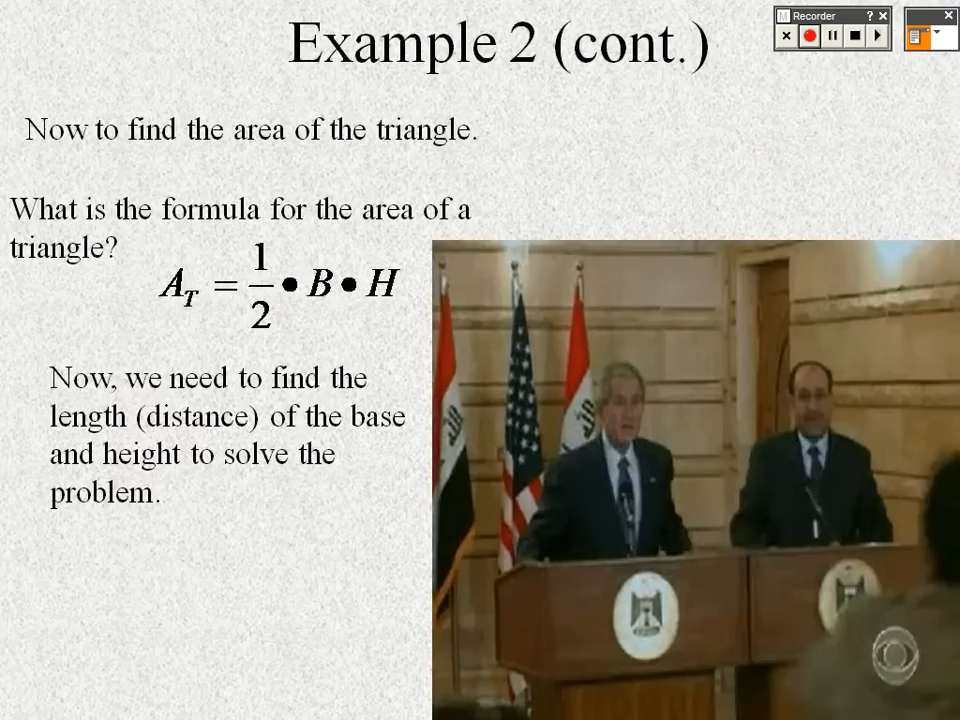 Example 2 (cont.)
Recorder
Now to find the area of the triangle.
What is the formula for the area of a
triangle?
A_T = 1/2 • B • H
Now, we need to find the
length (distance) of the base
and height to solve the
problem.